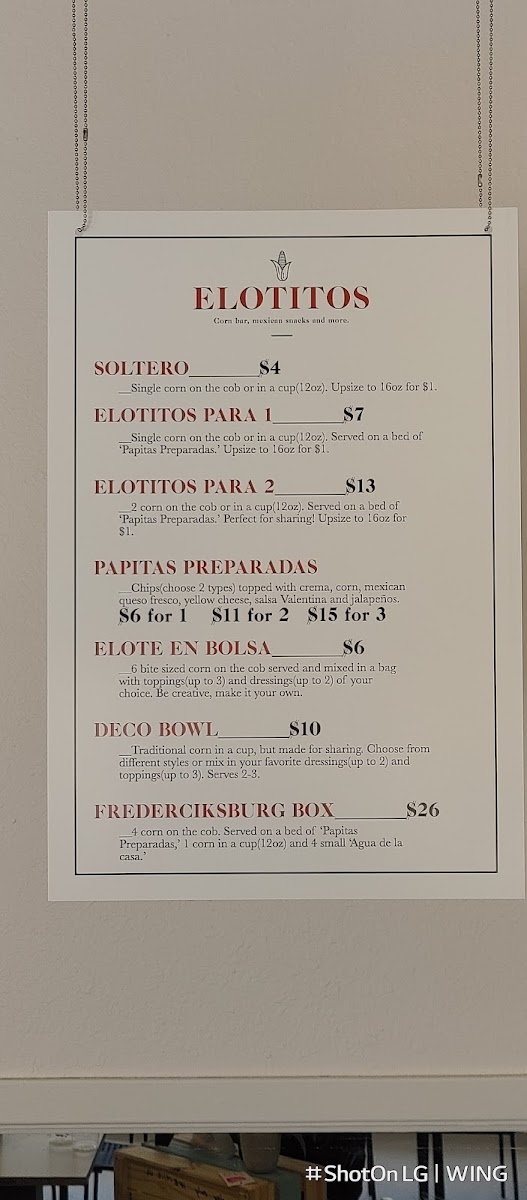 ELOTITOS
Corn bar, mexican snacks and more.
SOLTERO________$4
__Single corn on the cob or in a cup(12oz). Upsize to 16oz for $1.
ELOTITOS PARA 1________$7
__Single corn on the cob or in a cup(12oz). Served on a bed of
'Papitas Preparadas.' Upsize to 16oz for $1.
ELOTITOS PARA 2________$13
__2 corn on the cob or in a cup(12oz). Served on a bed of
'Papitas Preparadas.' Perfect for sharing! Upsize to 16oz for
$1.
PAPITAS PREPARADAS
__Chips(choose 2 types) topped with crema, corn, mexican
queso fresco, yellow cheese, salsa Valentina and jalapeños.
$6 for 1 $11 for 2 $15 for 3
ELOTE EN BOLSA________$6
__6 bite sized corn on the cob served and mixed in a bag
with toppings(up to 3) and dressings(up to 2) of your
choice. Be creative, make it your own.
DECO BOWL________$10
__Traditional corn in a cup, but made for sharing. Choose from
different styles or mix in your favorite dressings(up to 2) and
toppings(up to 3). Serves 2-3.
FREDERCIKSBURG BOX________$26
__4 corn on the cob. Served on a bed of 'Papitas
Preparadas,' 1 corn in a cup(12oz) and 4 small 'Agua de la
casa.'
#ShotOnLG | WING